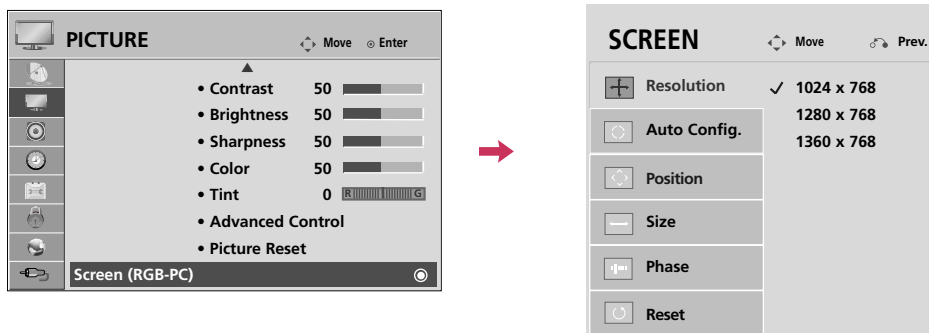 PICTURE
Move
Enter
• Contrast 50
• Brightness 50
• Sharpness 50
• Color 50
• Tint 0 R G
• Advanced Control
• Picture Reset
Screen (RGB-PC)
SCREEN
Move
Prev.
Resolution
Auto Config.
Position
Size
Phase
Reset
1024 x 768
1280 x 768
1360 x 768